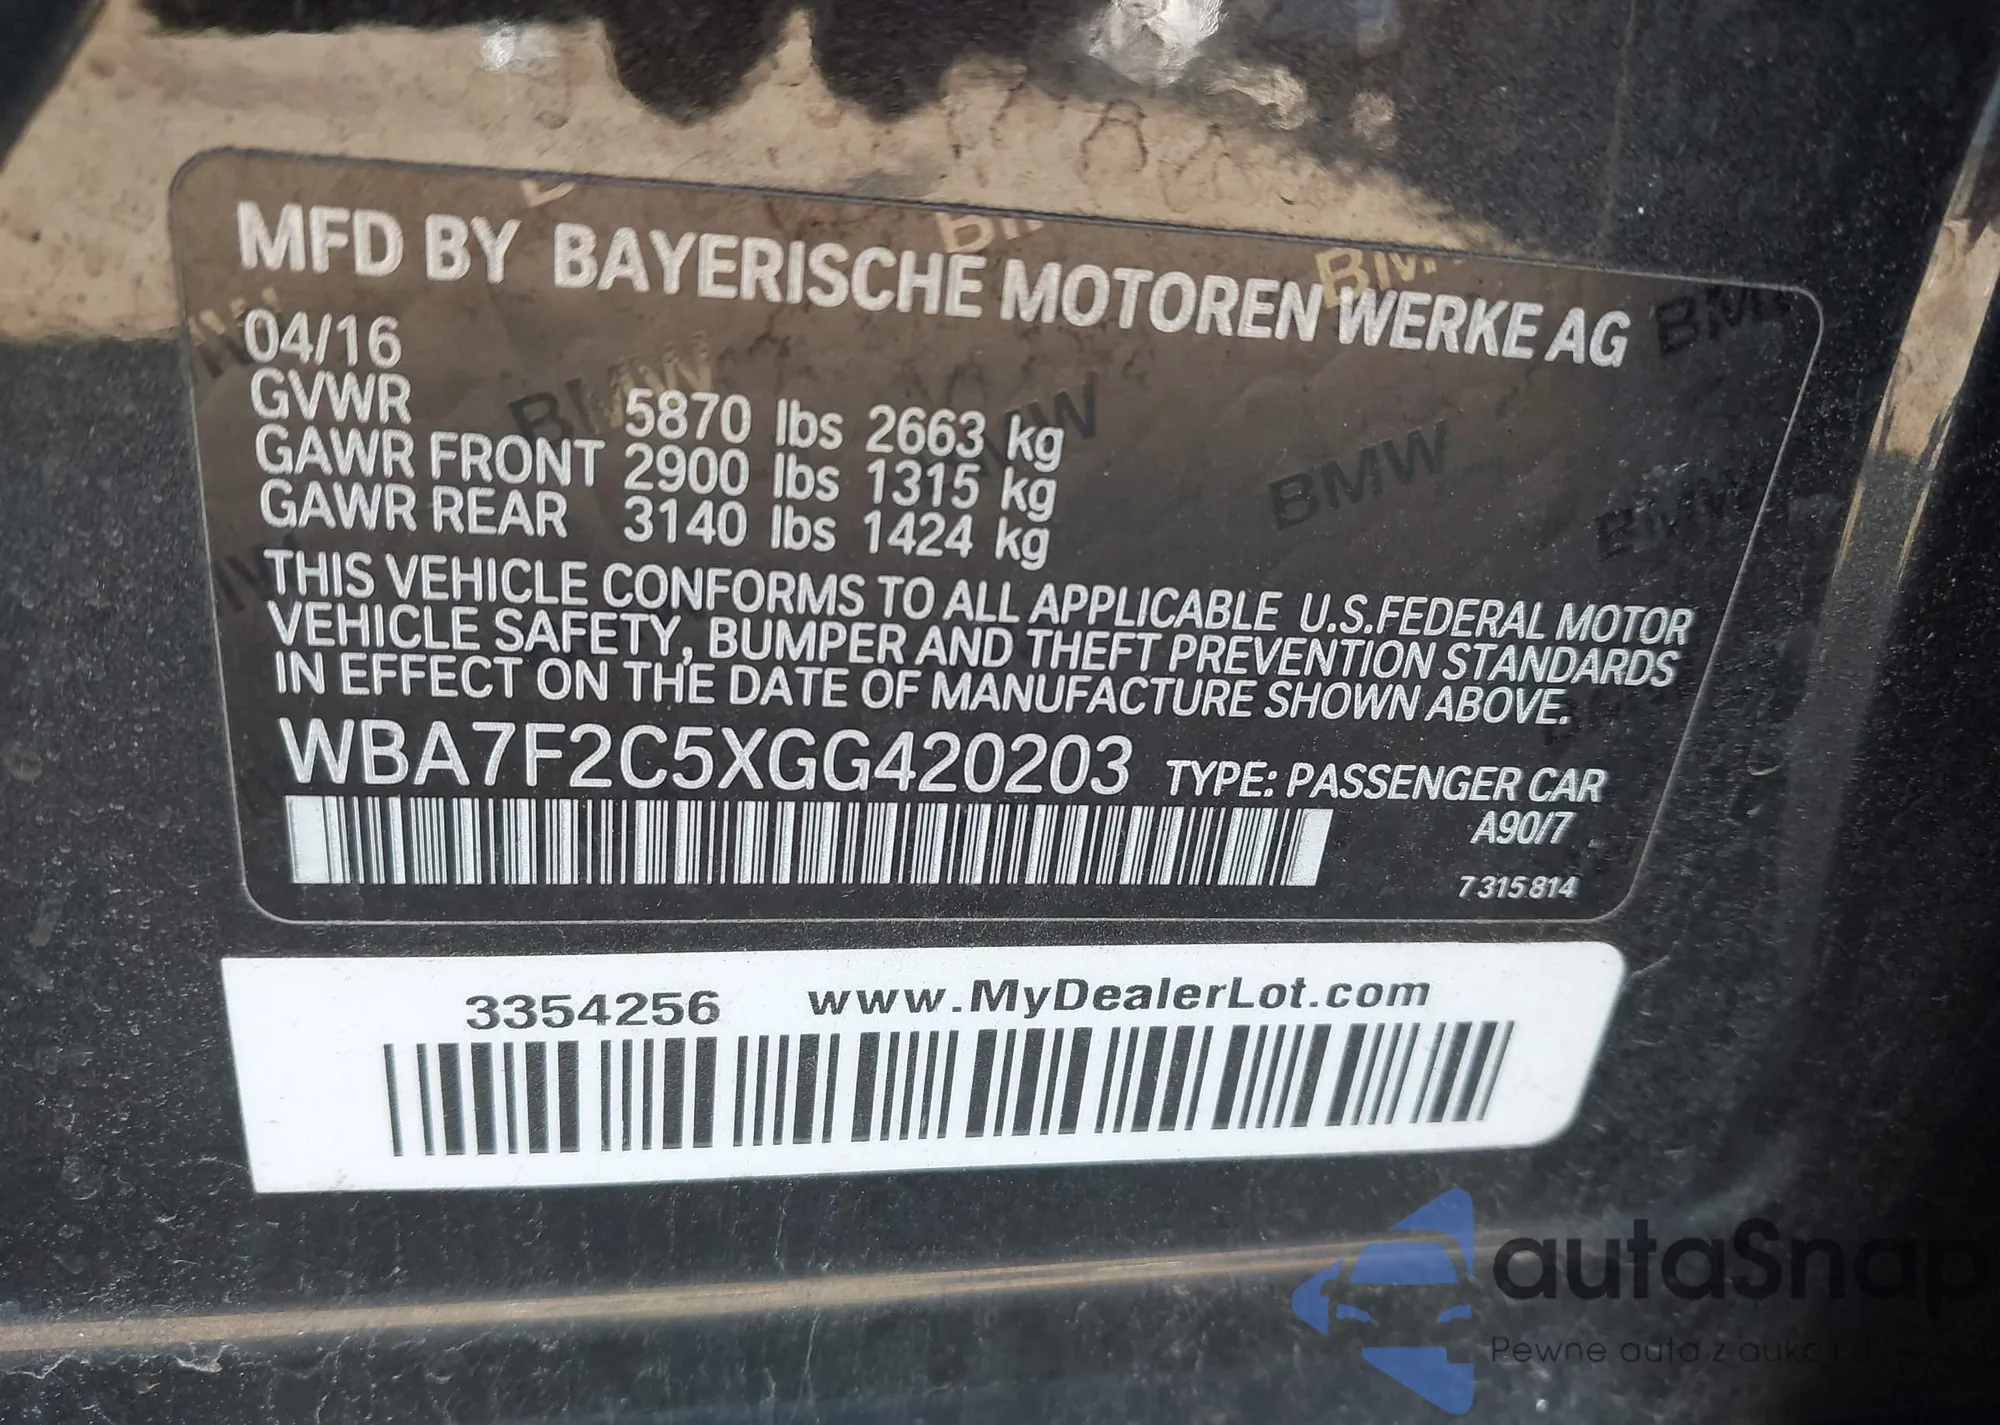 MFD BY BAYERISCHE MOTOREN WERKE AG
04/16
GVWR 5870 lbs 2663 kg
GAWR FRONT 2900 lbs 1315 kg
GAWR REAR 3140 lbs 1424 kg
THIS VEHICLE CONFORMS TO ALL APPLICABLE U.S.FEDERAL MOTOR
VEHICLE SAFETY, BUMPER AND THEFT PREVENTION STANDARDS
IN EFFECT ON THE DATE OF MANUFACTURE SHOWN ABOVE.
WBA7F2C5XGG420203 TYPE: PASSENGER CAR
A90/7
7 315 814
3354256 www.MyDealerLot.com
autaSnap
Pewne auta z